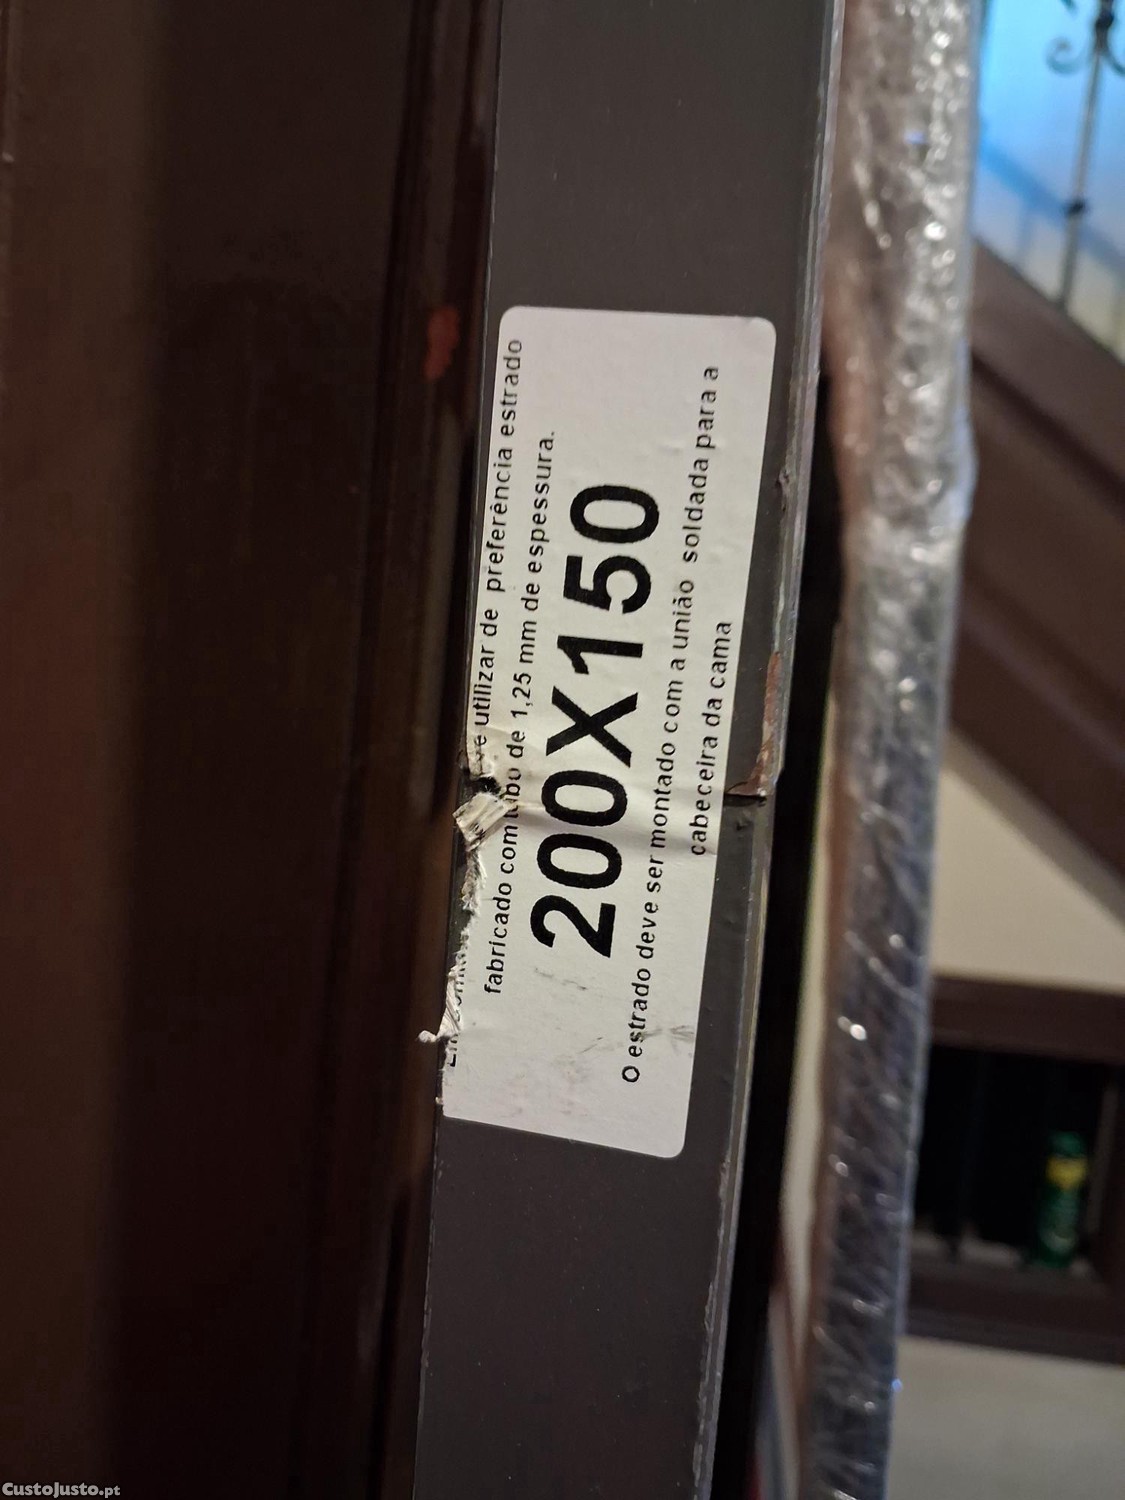 utilizar de preferência estrado
fabricado com tubo de 1,25 mm de espessura.
200X150
O estrado deve ser montado com a união soldada para a
cabeceira da cama
CustoJusto.pt